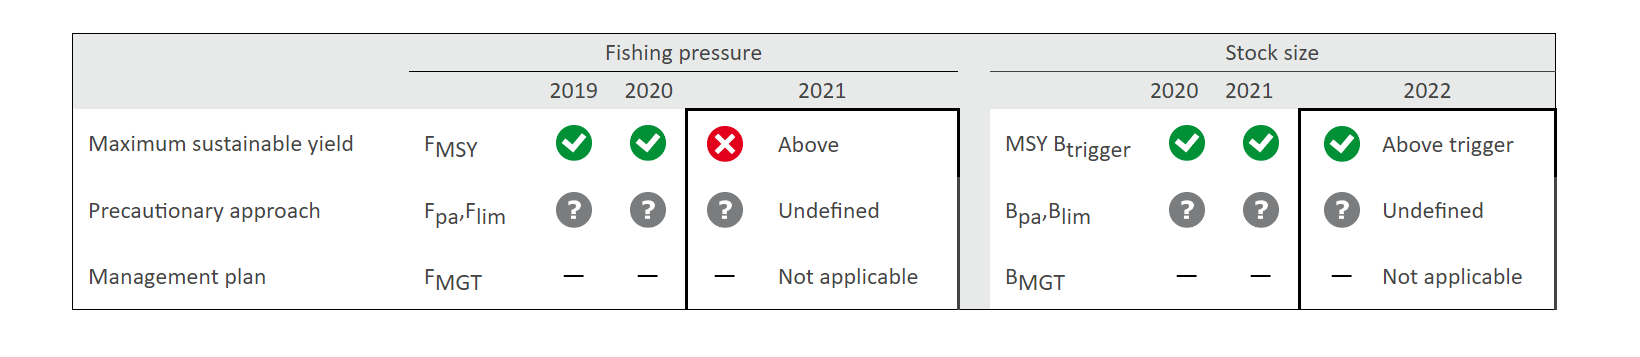 Fishing pressure Stock size
2019 2020 2021 2020 2021 2022
Maximum sustainable yield FMSY Above MSY Btrigger Above trigger
Precautionary approach Fpa,Flim ? ? ? Undefined Bpa,Blim ? ? ? Undefined
Management plan FMGT — — — Not applicable BMGT — — — Not applicable